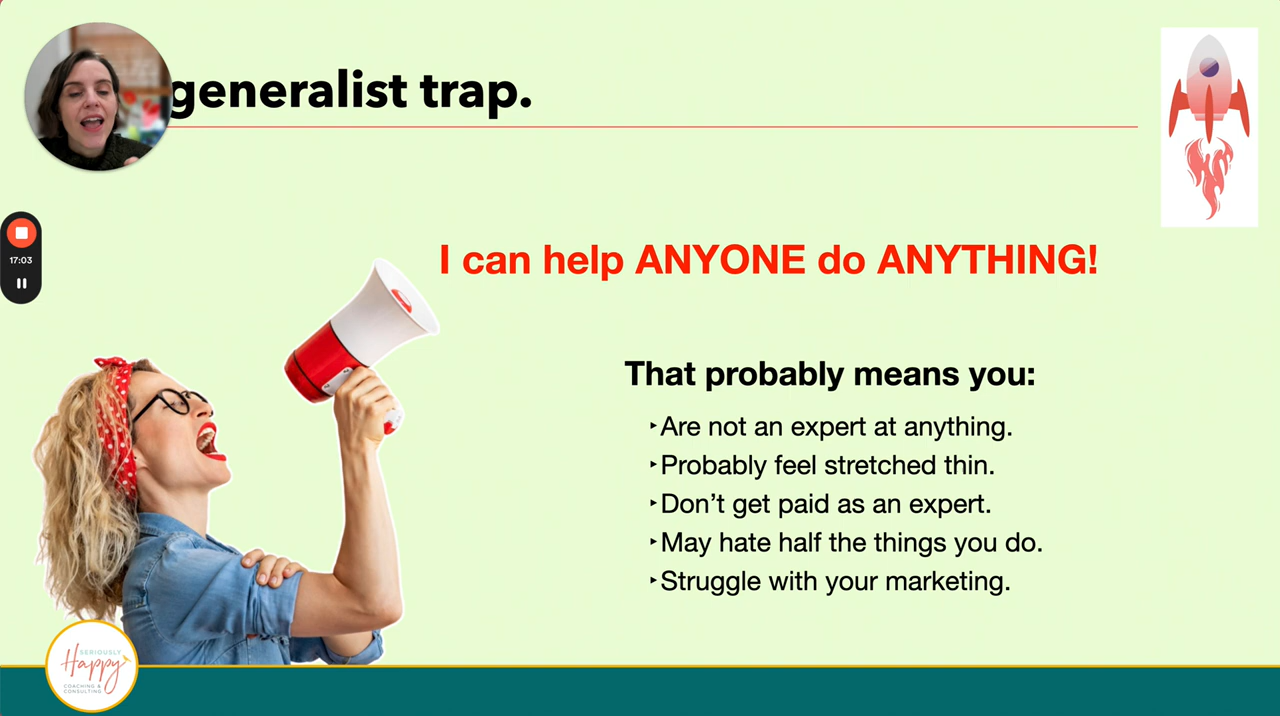 generalist trap.
17:03
I can help ANYONE do ANYTHING!
That probably means you:
‣Are not an expert at anything.
‣Probably feel stretched thin.
‣Don’t get paid as an expert.
‣May hate half the things you do.
‣Struggle with your marketing.
SERIOUSLY
Happy
COACHING &
CONSULTING